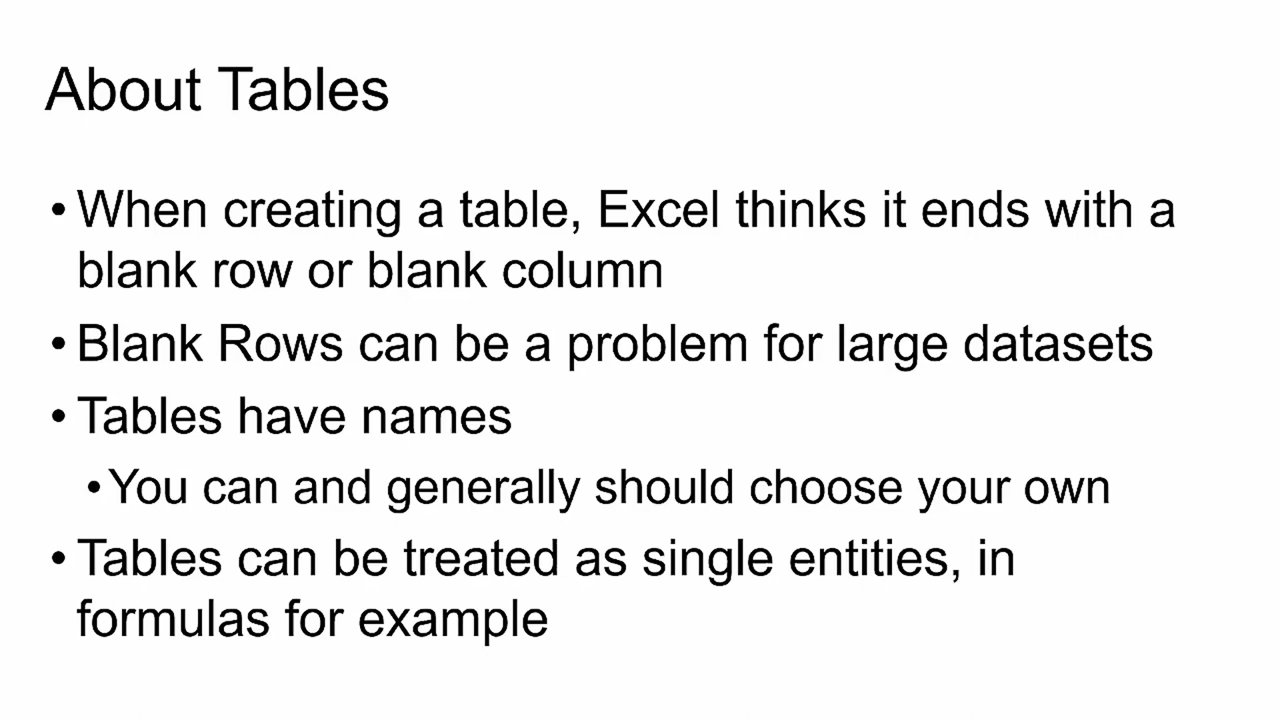 About Tables
• When creating a table, Excel thinks it ends with a
blank row or blank column
• Blank Rows can be a problem for large datasets
• Tables have names
• You can and generally should choose your own
• Tables can be treated as single entities, in
formulas for example